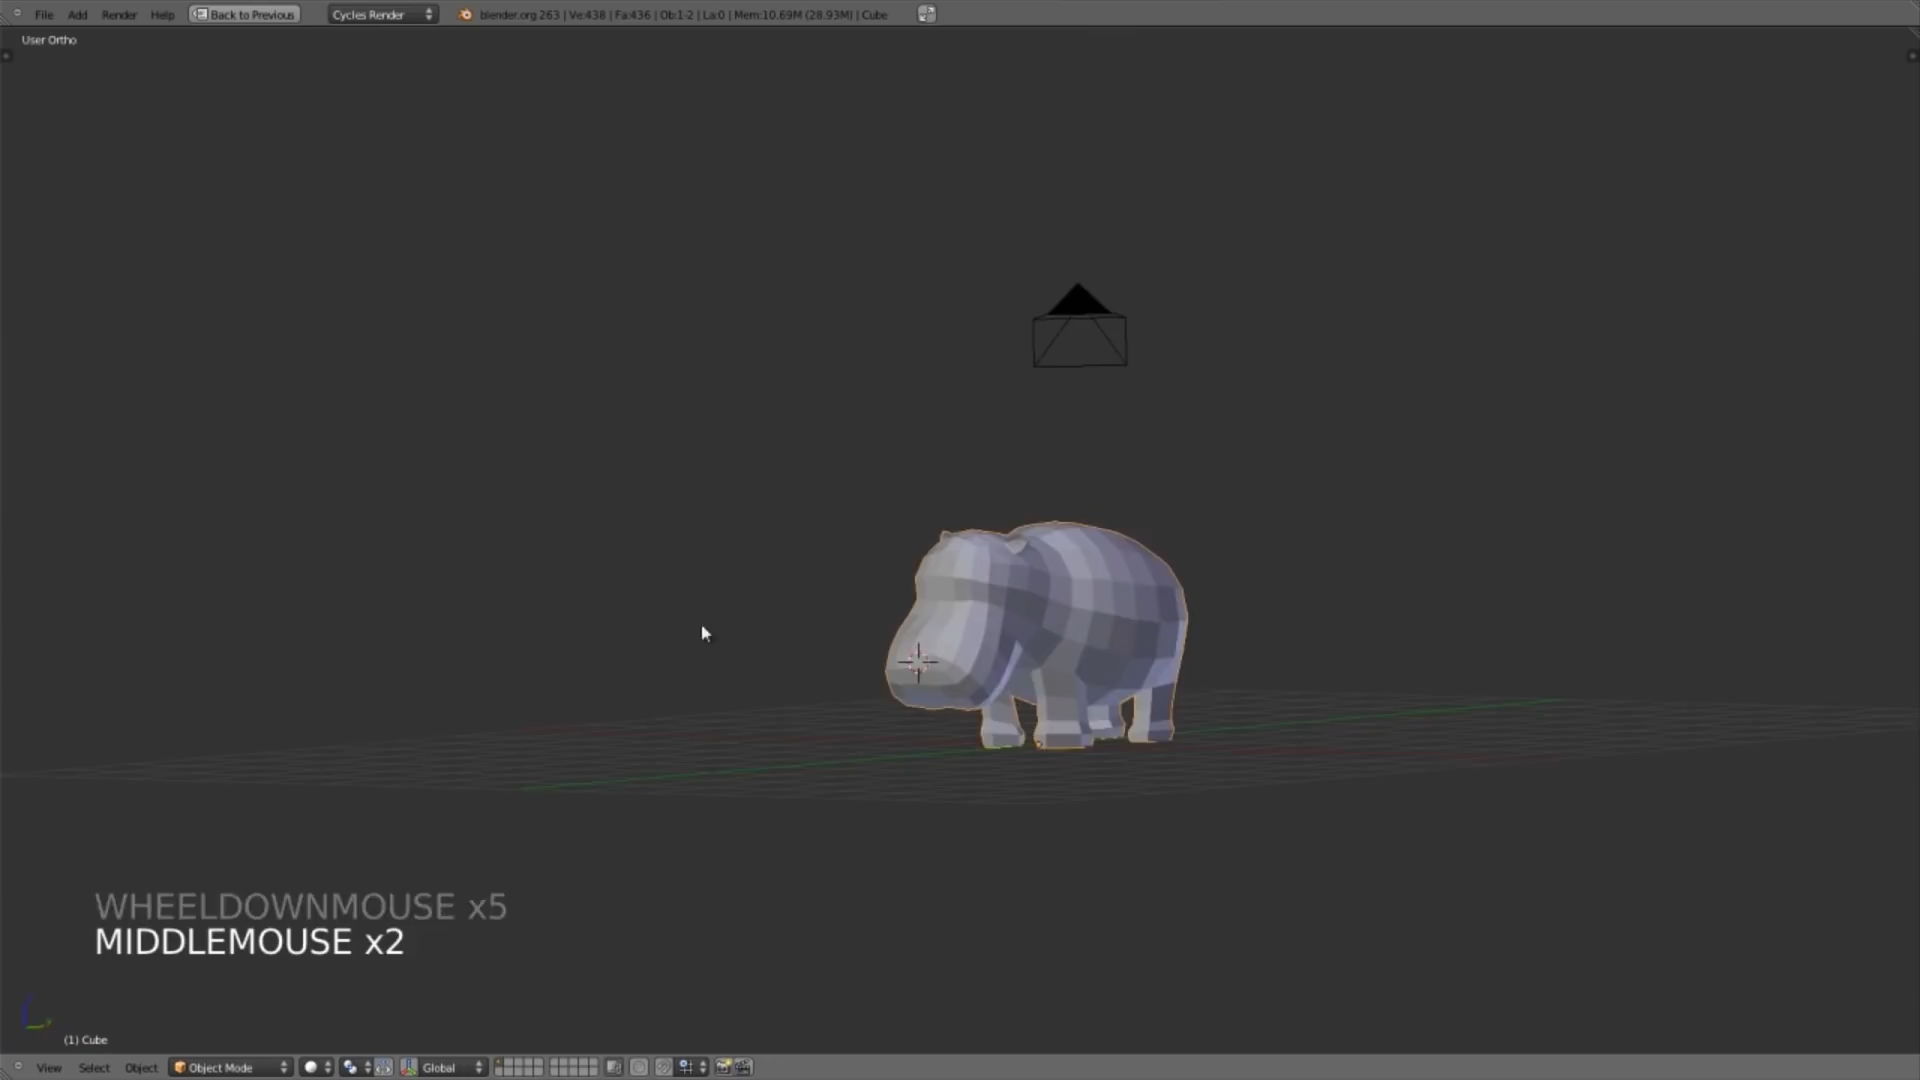 File Add Render Help Back to Previous Cycles Render blender.org 263 | Ve:438 | Fa:436 | Ob:1-2 | La:0 | Mem:10.69M (28.93M) | Cube
User Ortho
WHEELDOWNMOUSE x5
MIDDLEMOUSE x2
(1) Cube
View Select Object Object Mode Global